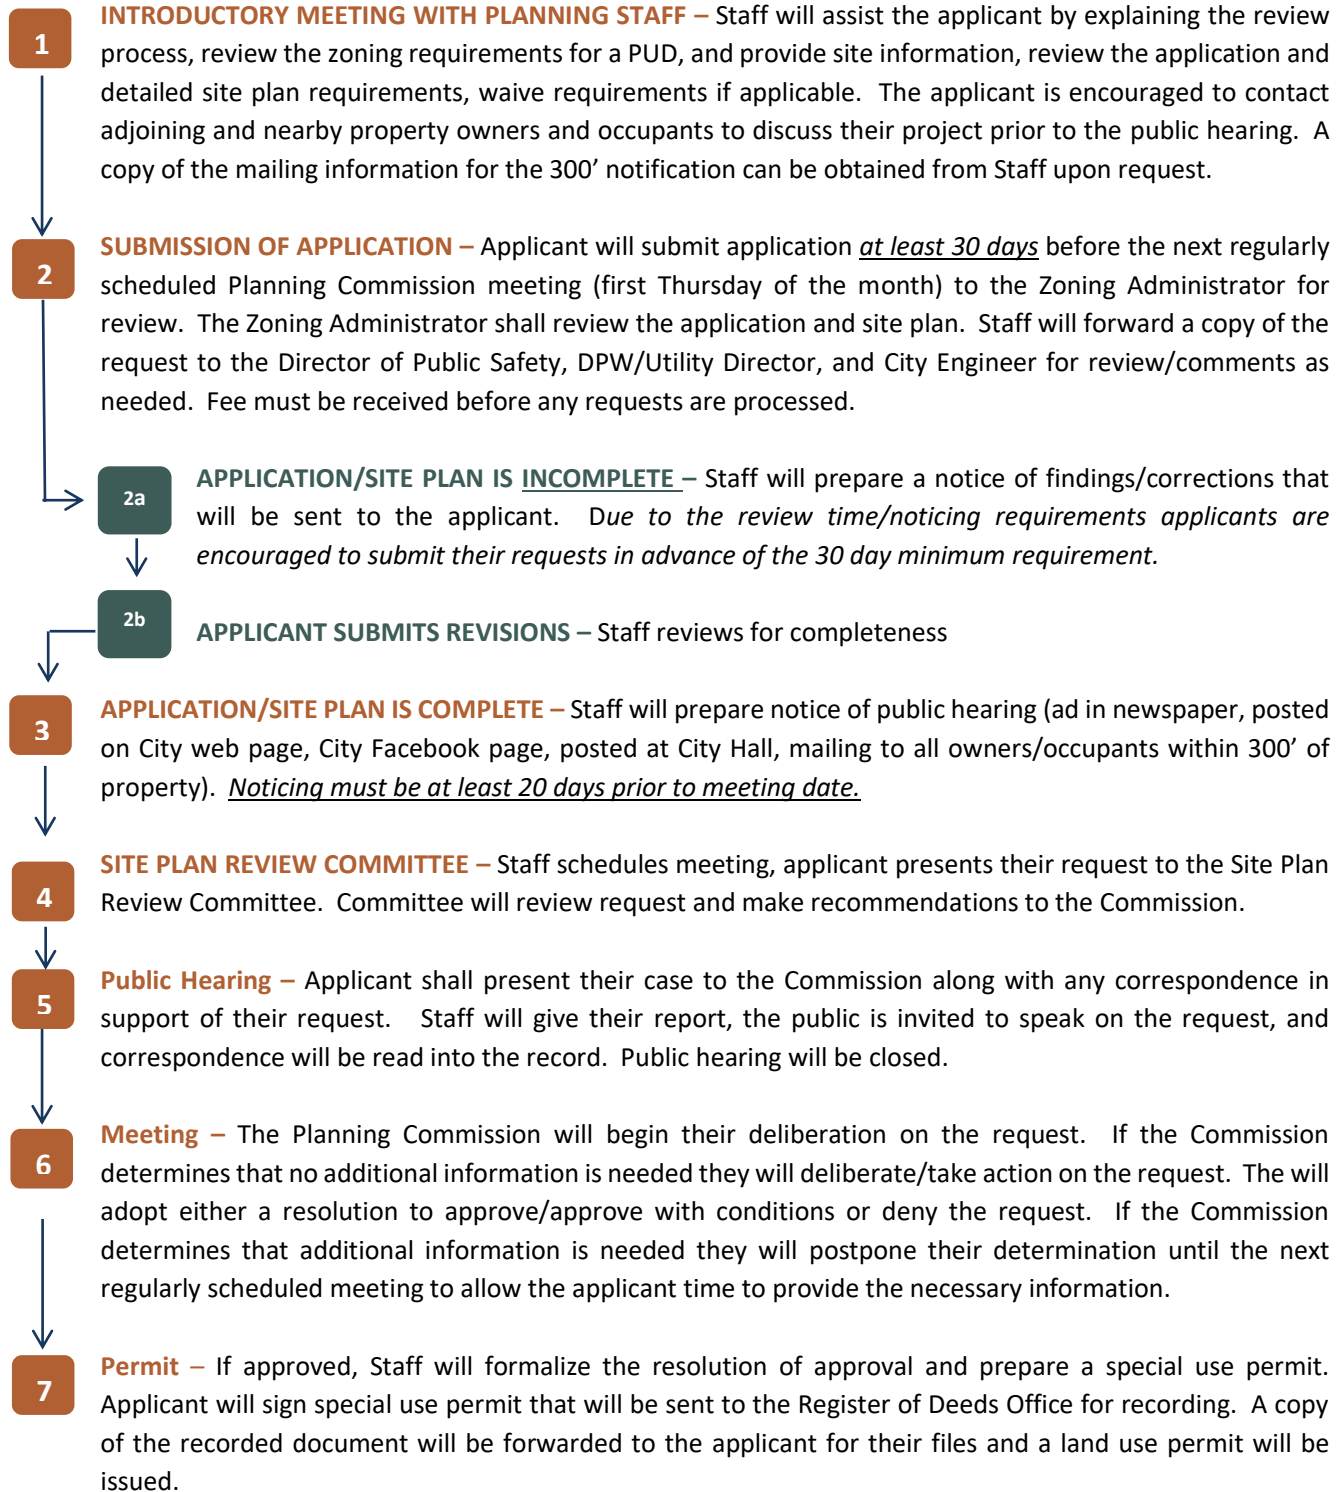 1
INTRODUCTORY MEETING WITH PLANNING STAFF – Staff will assist the applicant by explaining the review
process, review the zoning requirements for a PUD, and provide site information, review the application and
detailed site plan requirements, waive requirements if applicable. The applicant is encouraged to contact
adjoining and nearby property owners and occupants to discuss their project prior to the public hearing. A
copy of the mailing information for the 300’ notification can be obtained from Staff upon request.
2
SUBMISSION OF APPLICATION – Applicant will submit application at least 30 days before the next regularly
scheduled Planning Commission meeting (first Thursday of the month) to the Zoning Administrator for
review. The Zoning Administrator shall review the application and site plan. Staff will forward a copy of the
request to the Director of Public Safety, DPW/Utility Director, and City Engineer for review/comments as
needed. Fee must be received before any requests are processed.
2a
APPLICATION/SITE PLAN IS INCOMPLETE – Staff will prepare a notice of findings/corrections that
will be sent to the applicant. Due to the review time/noticing requirements applicants are
encouraged to submit their requests in advance of the 30 day minimum requirement.
2b
APPLICANT SUBMITS REVISIONS – Staff reviews for completeness
3
APPLICATION/SITE PLAN IS COMPLETE – Staff will prepare notice of public hearing (ad in newspaper, posted
on City web page, City Facebook page, posted at City Hall, mailing to all owners/occupants within 300’ of
property). Noticing must be at least 20 days prior to meeting date.
4
SITE PLAN REVIEW COMMITTEE – Staff schedules meeting, applicant presents their request to the Site Plan
Review Committee. Committee will review request and make recommendations to the Commission.
5
Public Hearing – Applicant shall present their case to the Commission along with any correspondence in
support of their request. Staff will give their report, the public is invited to speak on the request, and
correspondence will be read into the record. Public hearing will be closed.
6
Meeting – The Planning Commission will begin their deliberation on the request. If the Commission
determines that no additional information is needed they will deliberate/take action on the request. The will
adopt either a resolution to approve/approve with conditions or deny the request. If the Commission
determines that additional information is needed they will postpone their determination until the next
regularly scheduled meeting to allow the applicant time to provide the necessary information.
7
Permit – If approved, Staff will formalize the resolution of approval and prepare a special use permit.
Applicant will sign special use permit that will be sent to the Register of Deeds Office for recording. A copy
of the recorded document will be forwarded to the applicant for their files and a land use permit will be
issued.